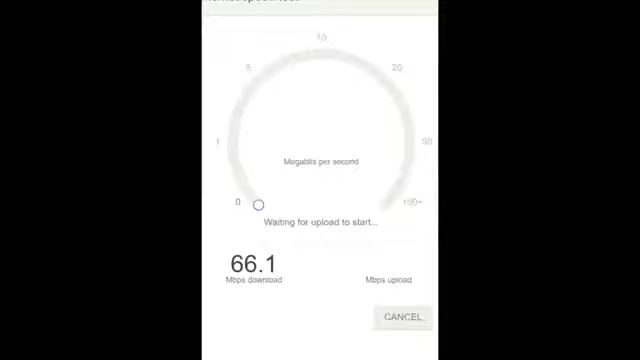 10
5 20
1 50
Megabits per second
0 100+
Waiting for upload to start...
66.1
Mbps download Mbps upload
CANCEL